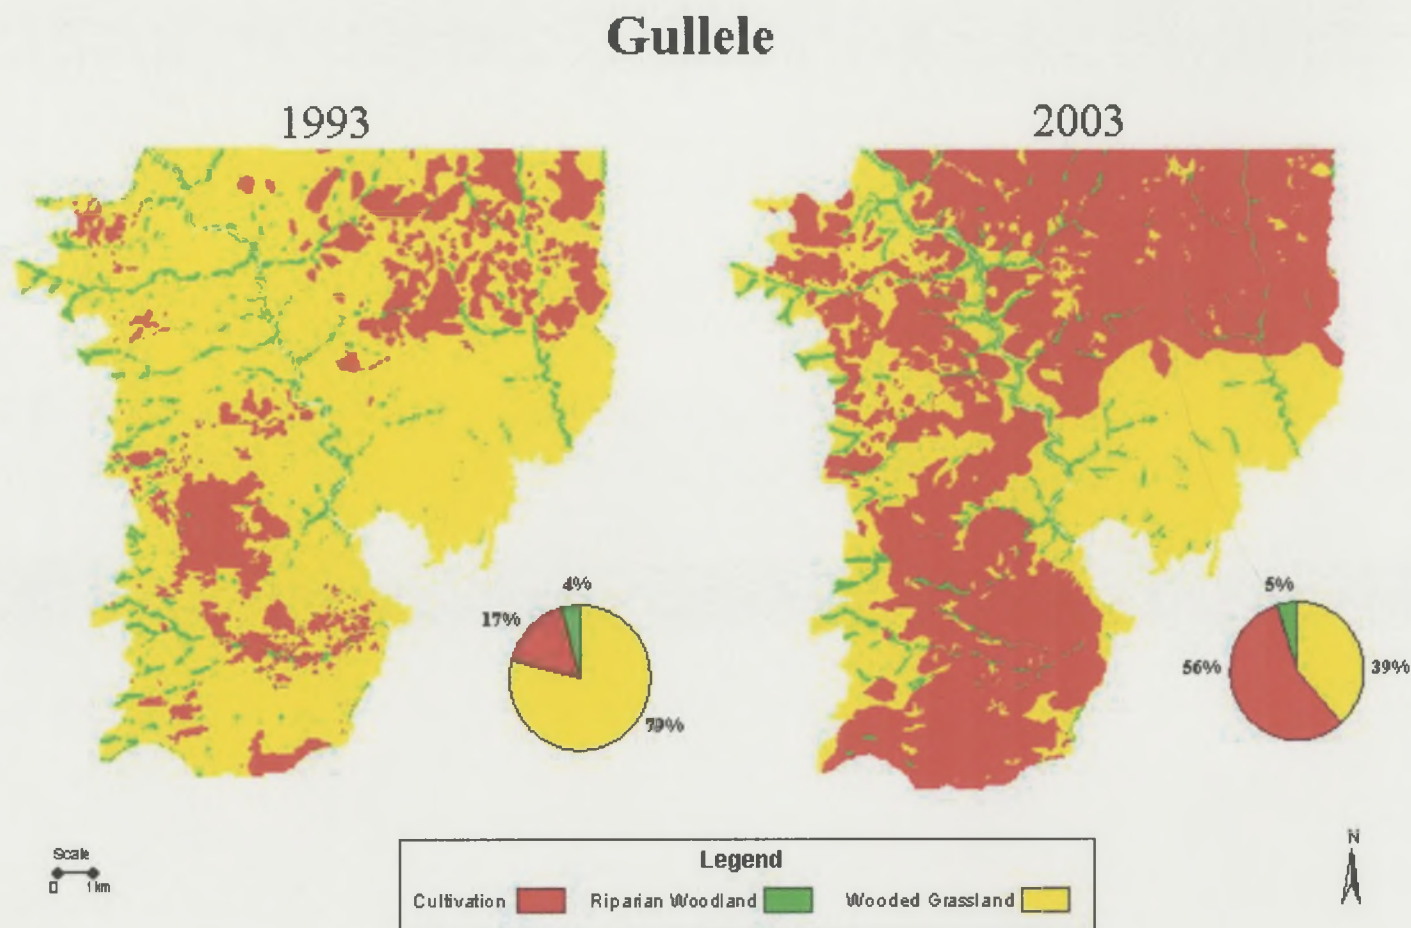 Gullele
1993
2003
4%
17%
79%
5%
56%
39%
Scale
0 1 km
N
Legend
Cultivation
Riparian Woodland
Wooded Grassland